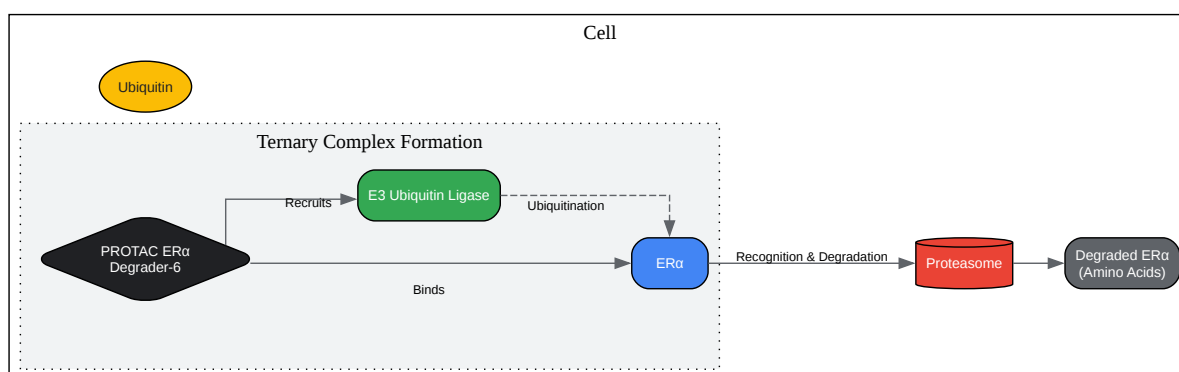 Cell
Ubiquitin
Ternary Complex Formation
E3 Ubiquitin Ligase
Recruits
Ubiquitination
PROTAC ERα
Degrader-6
Binds
ERα
Recognition & Degradation
Proteasome
Degraded ERα
(Amino Acids)